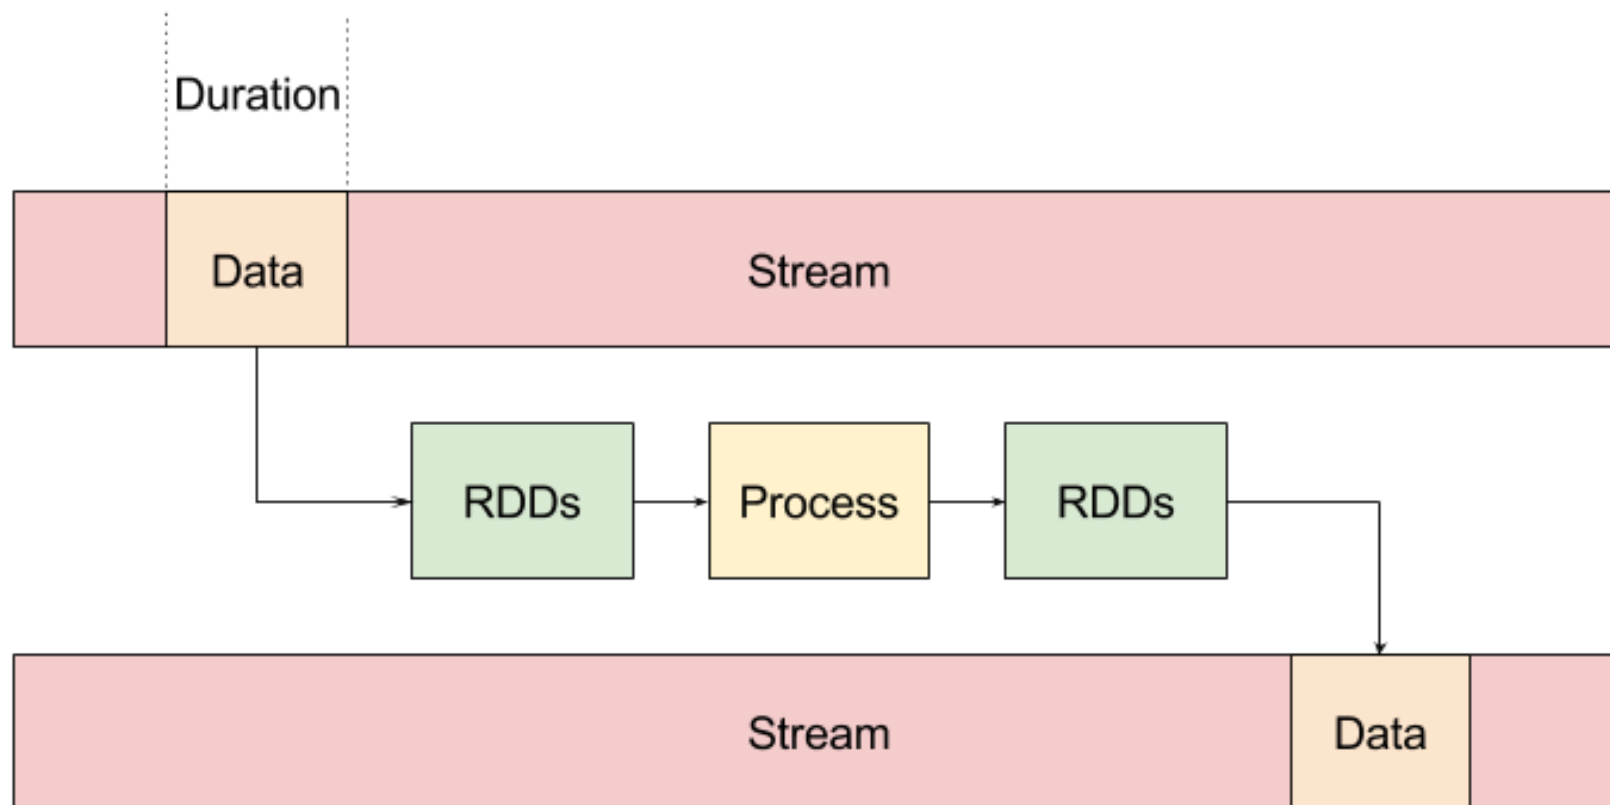 Duration
Data
Stream
RDDs
Process
RDDs
Stream
Data